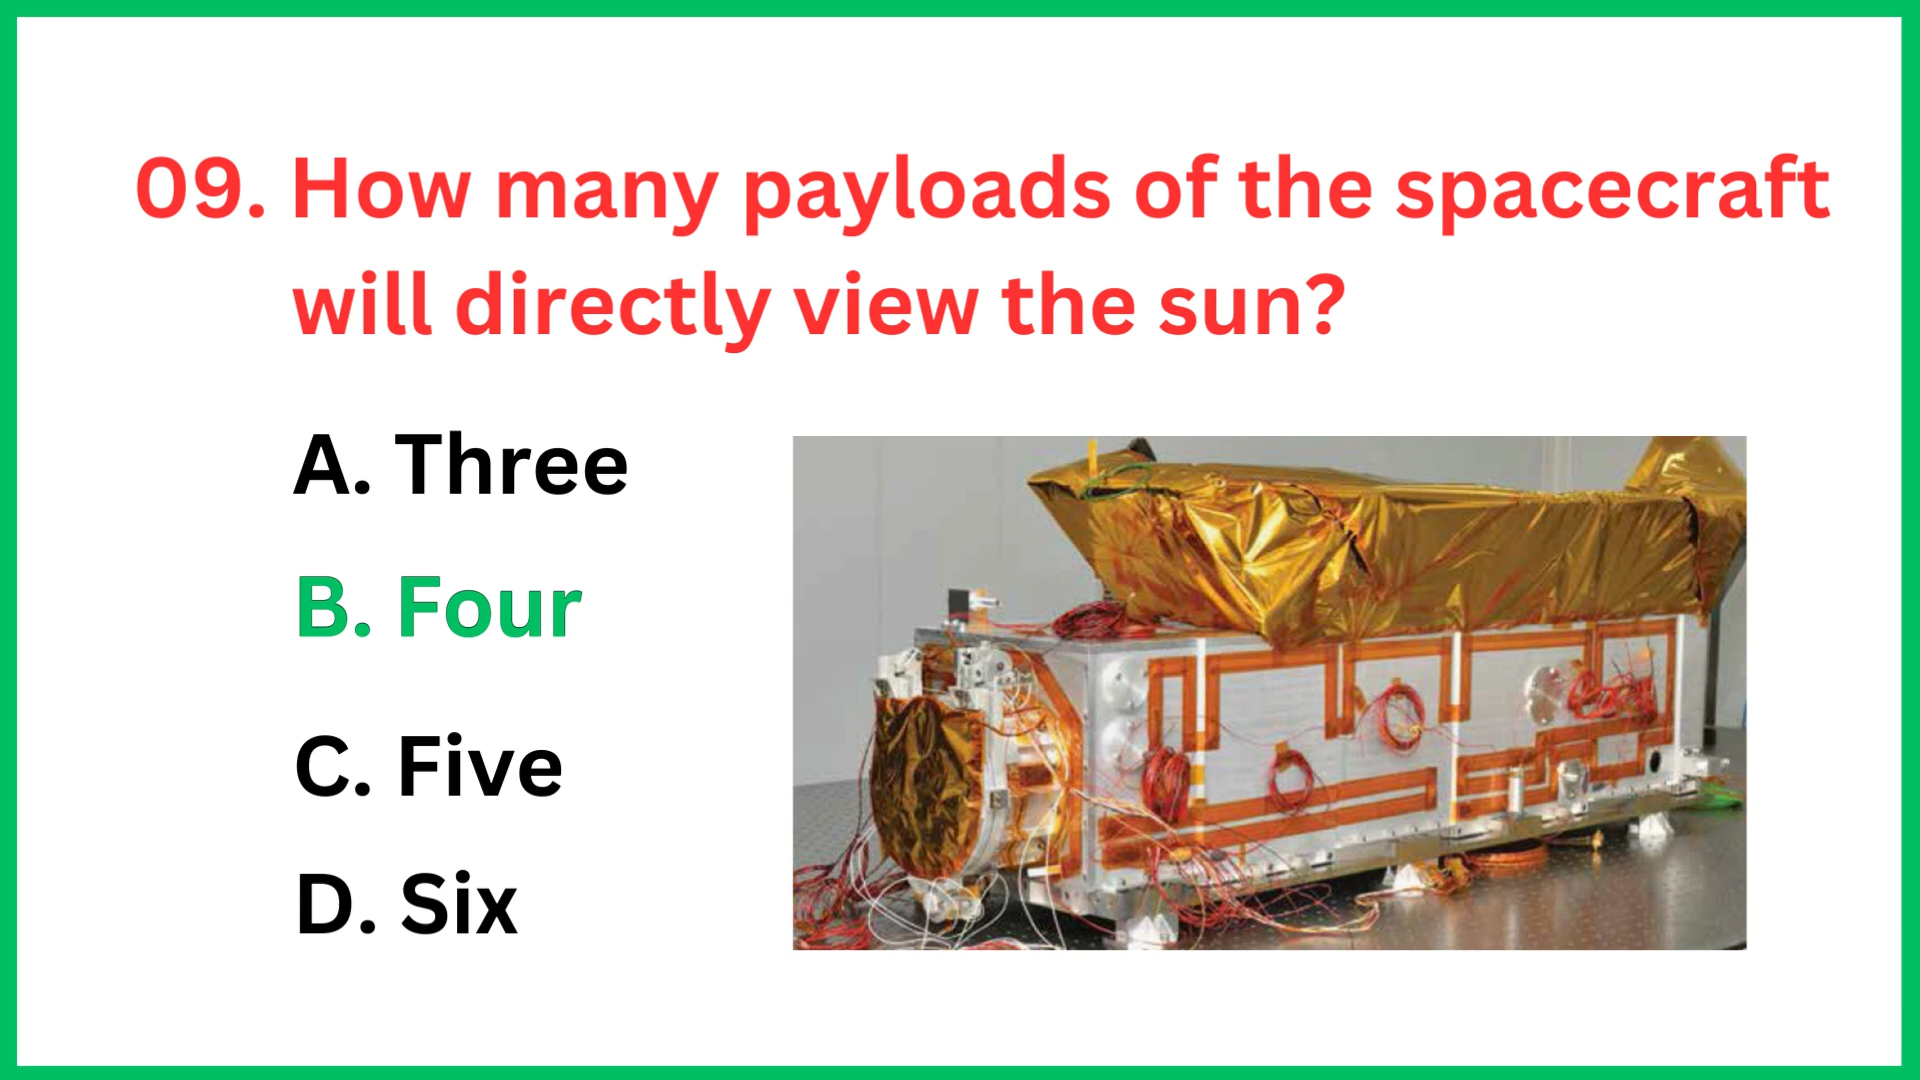 09. How many payloads of the spacecraft
will directly view the sun?
A. Three
B. Four
C. Five
D. Six